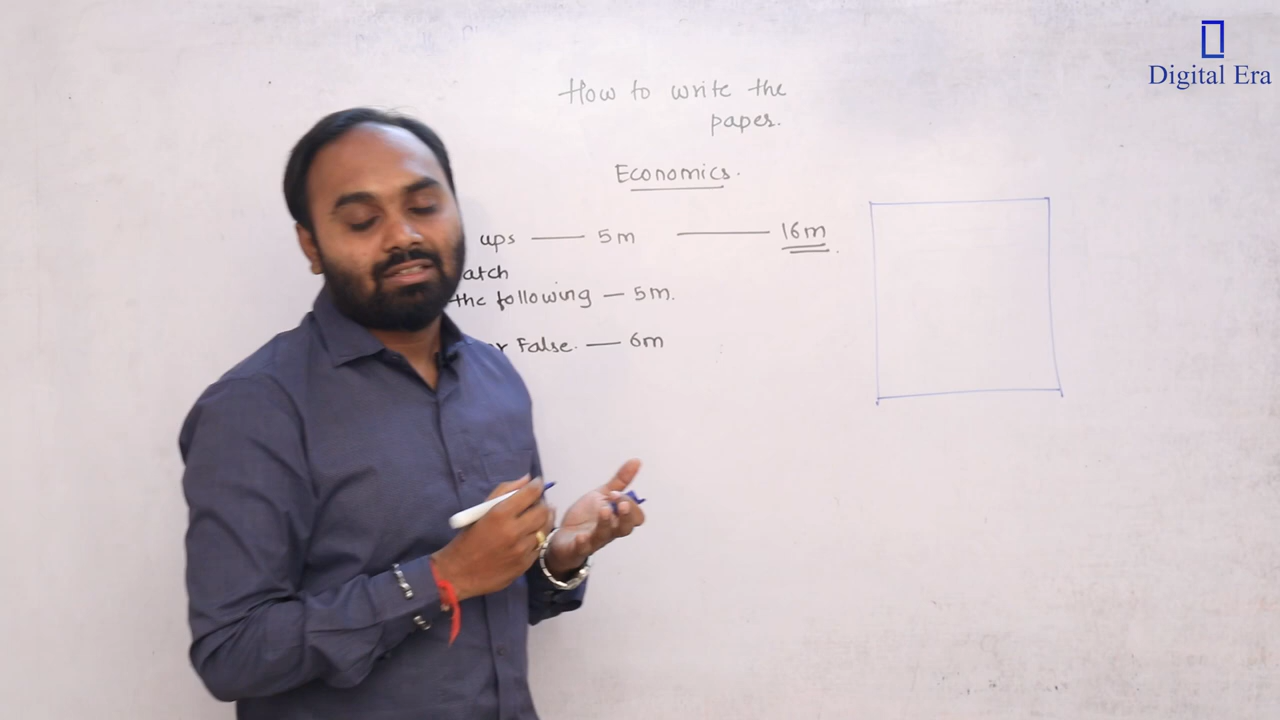 Digital Era
How to write the
papes.
Economics.
ups — 5m — 16m
atch
the following — 5m.
r False. — 6m